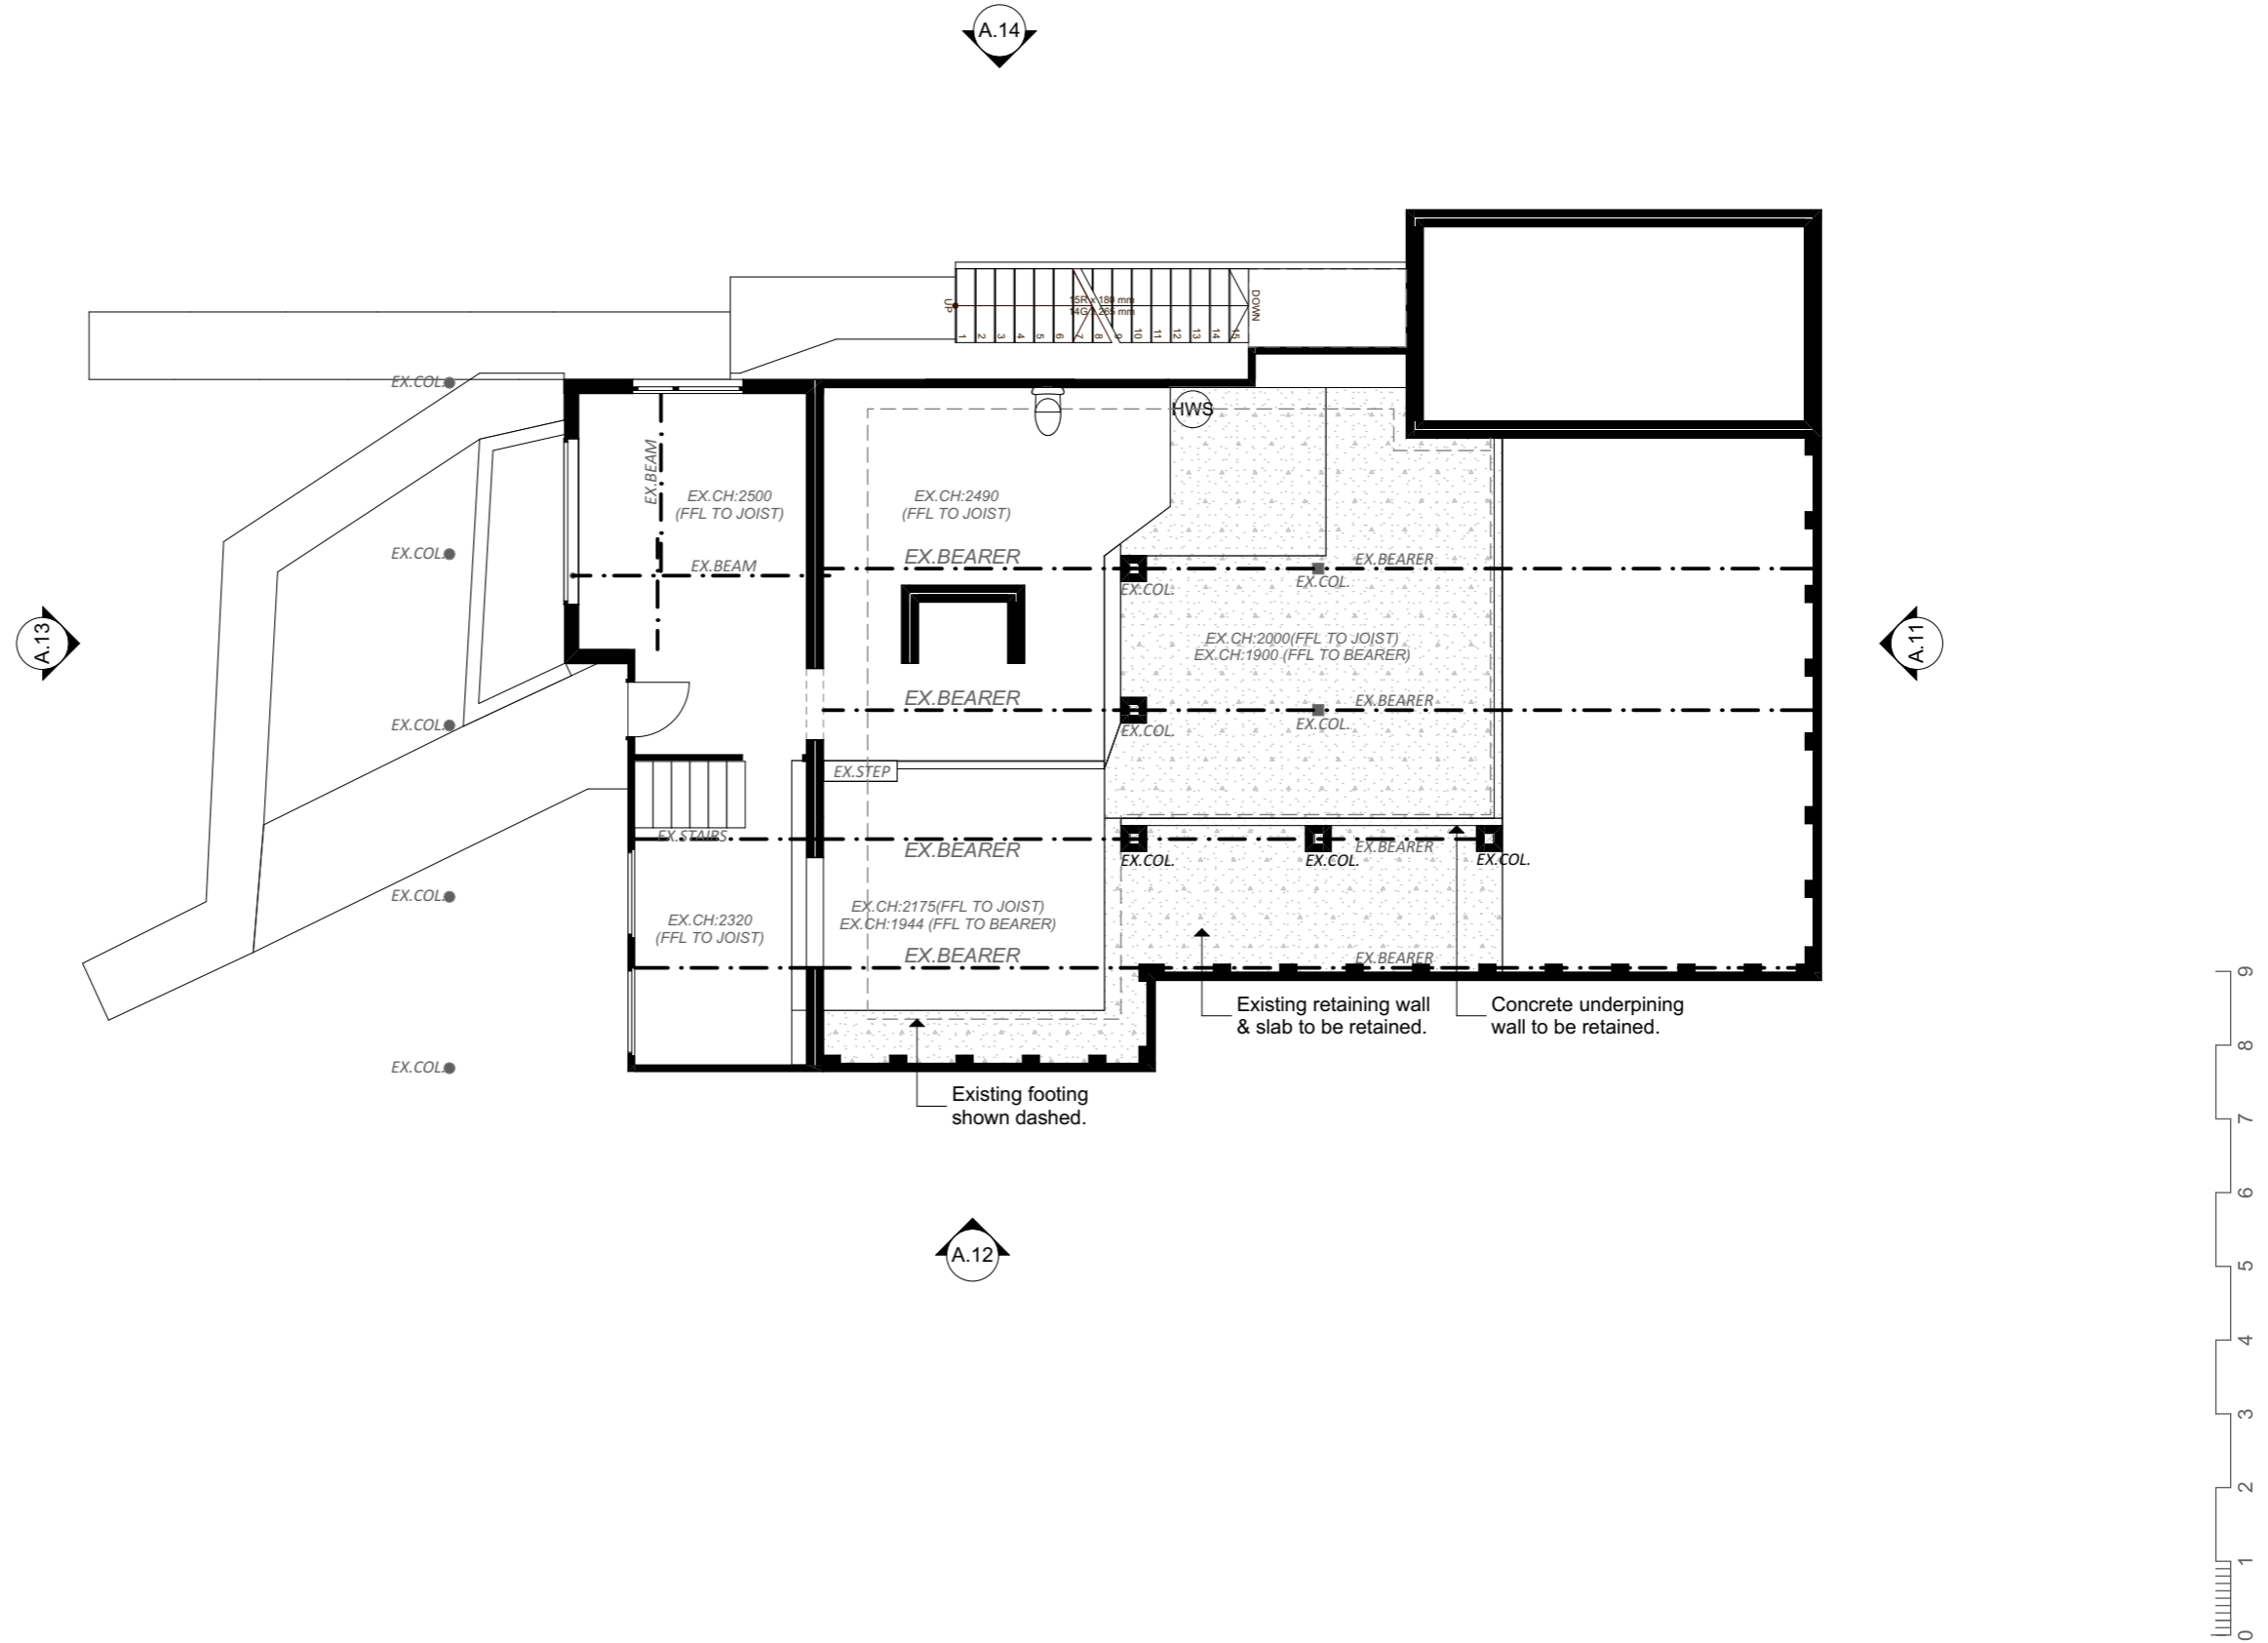 A.14
15R x 180 mm
14G x 265 mm
UP
DOWN
1
2
3
4
5
6
7
8
9
10
11
12
13
14
15
EX.COL.
HWS
EX.BEAM
EX.CH:2500
(FFL TO JOIST)
EX.CH:2490
(FFL TO JOIST)
EX.COL.
EX.BEARER
EX.BEARER
EX.BEAM
EX.COL.
EX.COL.
A.13
EX.CH:2000(FFL TO JOIST)
EX.CH:1900 (FFL TO BEARER)
A.11
EX.BEARER
EX.BEARER
EX.COL.
EX.COL.
EX.COL.
EX.STEP
EX.STAIRS
EX.BEARER
EX.BEARER
EX.COL.
EX.COL.
EX.COL.
EX.COL.
EX.CH:2175(FFL TO JOIST)
EX.CH:1944 (FFL TO BEARER)
EX.CH:2320
(FFL TO JOIST)
EX.BEARER
EX.BEARER
Existing retaining wall
& slab to be retained.
Concrete underpining
wall to be retained.
EX.COL.
Existing footing
shown dashed.
A.12
9
8
7
6
5
4
3
2
1
0